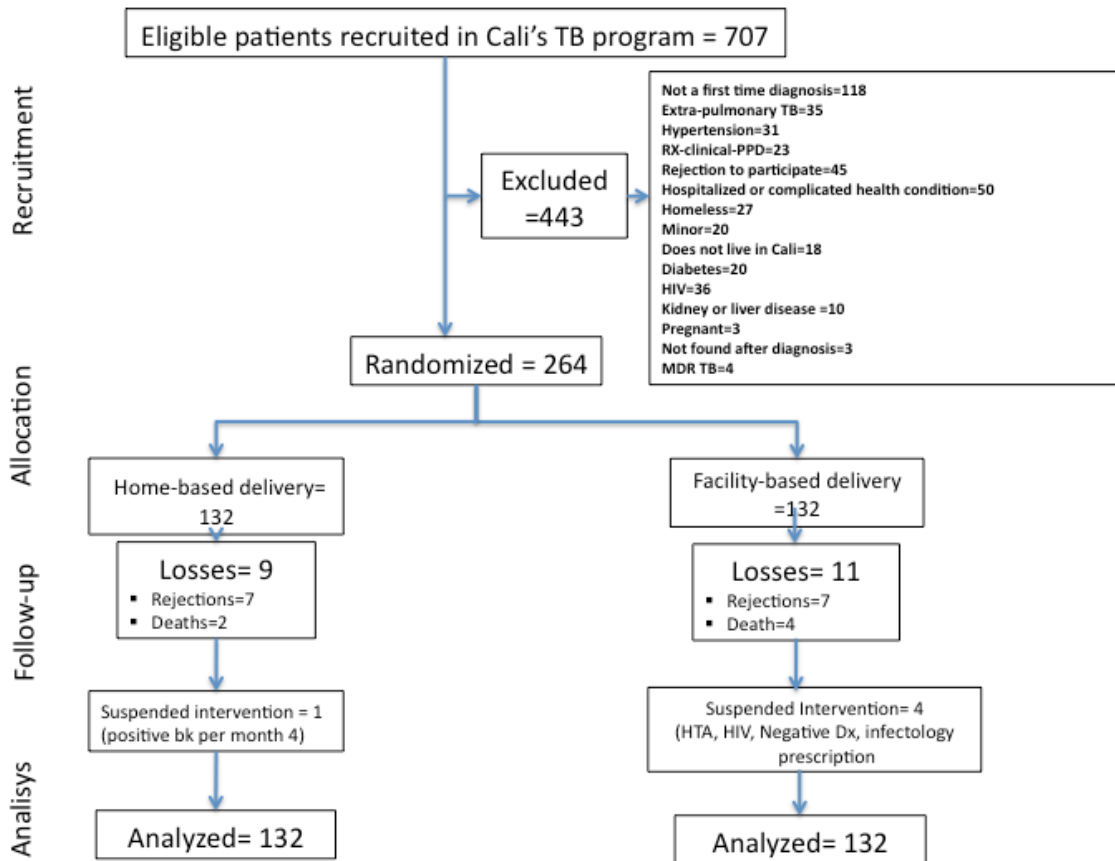 Eligible patients recruited in Cali's TB program = 707
Recruitment
Excluded
=443
Not a first time diagnosis=118
Extra-pulmonary TB=35
Hypertension=31
RX-clinical-PPD=23
Rejection to participate=45
Hospitalized or complicated health condition=50
Homeless=27
Minor=20
Does not live in Cali=18
Diabetes=20
HIV=36
Kidney or liver disease =10
Pregnant=3
Not found after diagnosis=3
MDR TB=4
Randomized = 264
Allocation
Home-based delivery=
132
Facility-based delivery
=132
Follow-up
Losses= 9
▪ Rejections=7
▪ Deaths=2
Losses= 11
▪ Rejections=7
▪ Death=4
Suspended intervention = 1
(positive bk per month 4)
Suspended Intervention= 4
(HTA, HIV, Negative Dx, infectology
prescription
Analisys
Analyzed= 132
Analyzed= 132